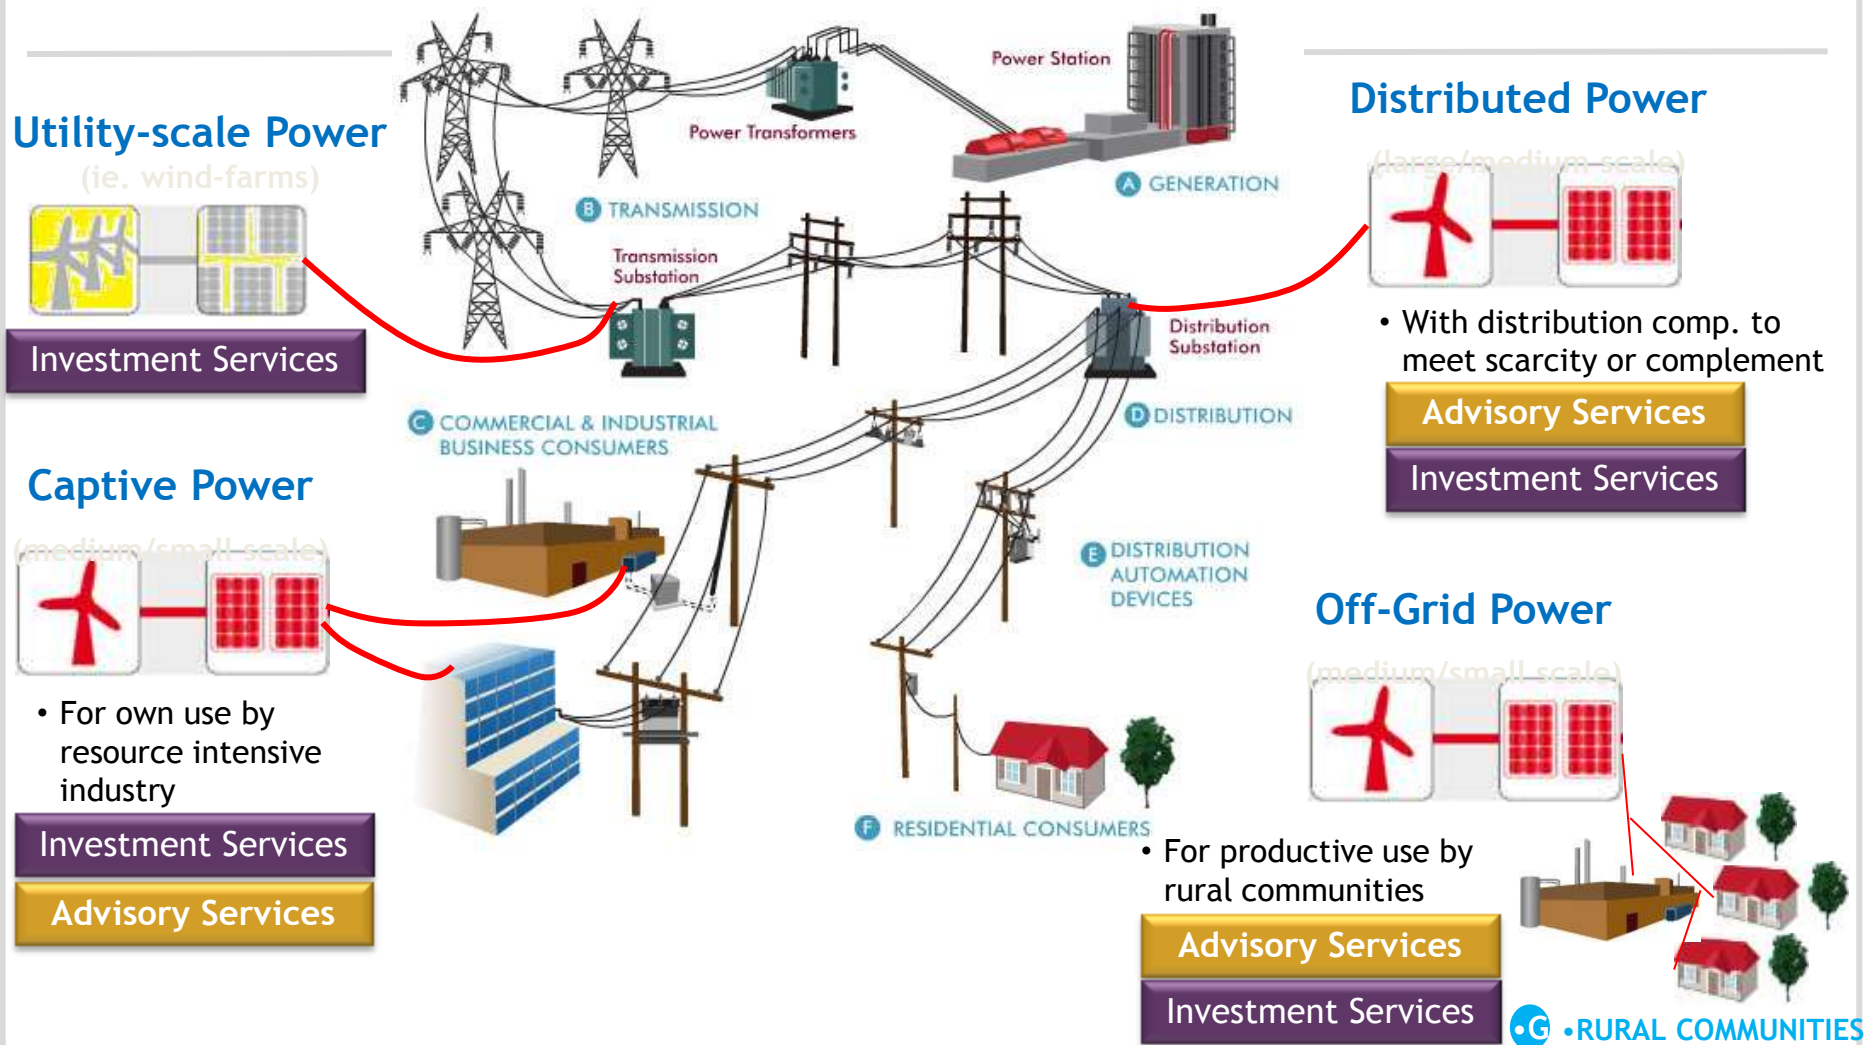 Utility-scale Power
(ie. wind-farms)
Investment Services
Captive Power
(medium/small scale)
• For own use by
resource intensive
industry
Investment Services
Advisory Services
Power Station
Power Transformers
A GENERATION
B TRANSMISSION
Transmission
Substation
Distribution
Substation
C COMMERCIAL & INDUSTRIAL
BUSINESS CONSUMERS
D DISTRIBUTION
E DISTRIBUTION
AUTOMATION
DEVICES
F RESIDENTIAL CONSUMERS
Distributed Power
(large/medium scale)
• With distribution comp. to
meet scarcity or complement
Advisory Services
Investment Services
Off-Grid Power
(medium/small scale)
• For productive use by
rural communities
Advisory Services
Investment Services
•G •RURAL COMMUNITIES